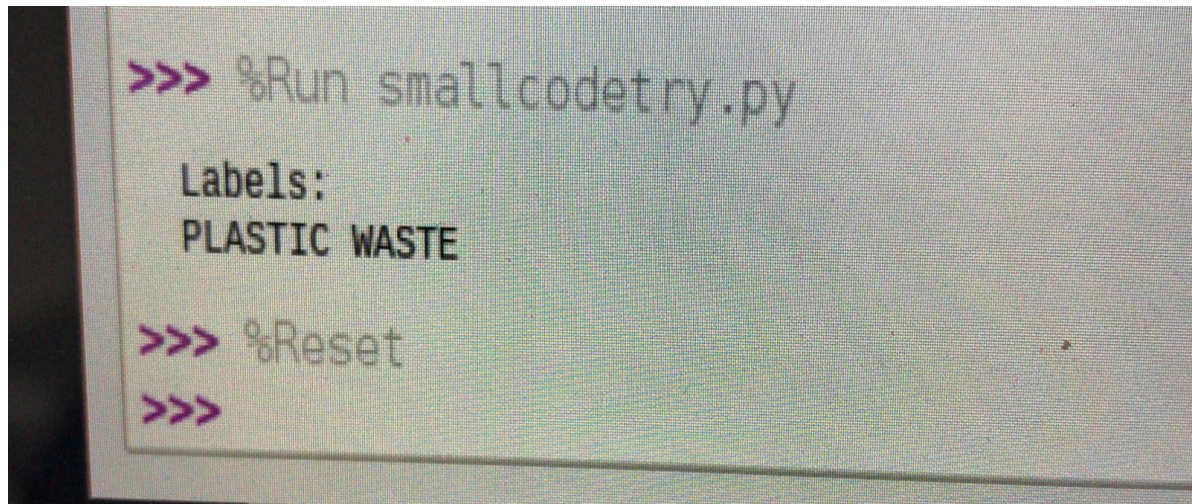 >>> %Run smallcodetry.py
Labels:
PLASTIC WASTE
>>> %Reset
>>>